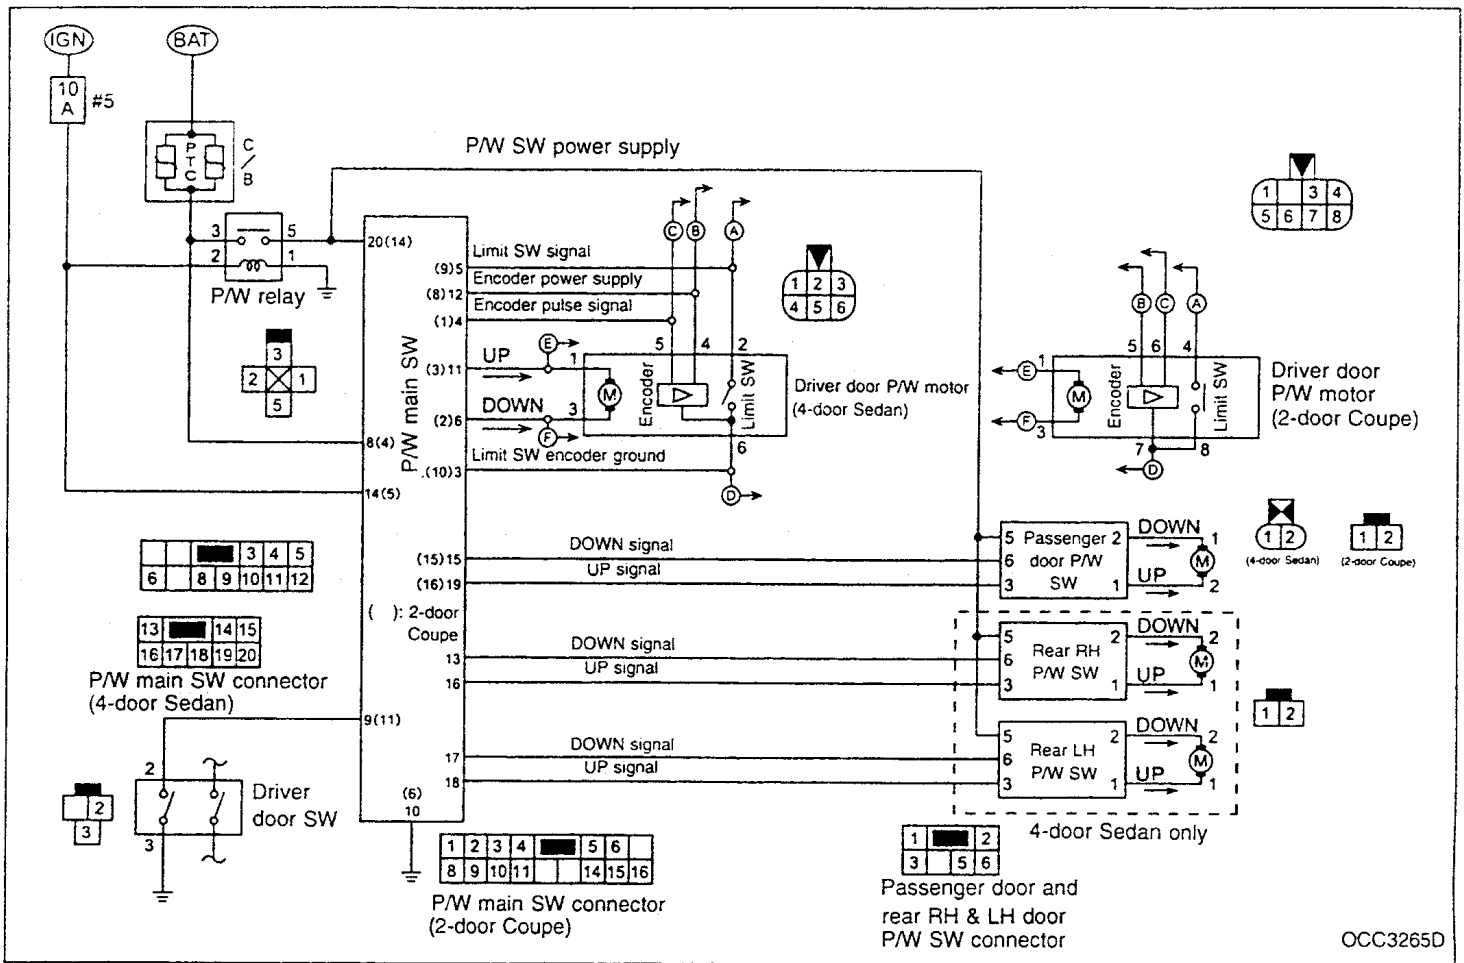 IGN
BAT
10
A
#5
P
T
C
C
/
B
P/W SW power supply
3
5
2
1
P/W relay
3
2
1
5
20(14)
8(4)
14(5)
P/W main SW
(9)5
Limit SW signal
(8)12
Encoder power supply
(1)4
Encoder pulse signal
(3)11
UP
(2)6
DOWN
.(10)3
Limit SW encoder ground
C
B
A
E
1
3
F
M
5
4
2
Encoder
Limit SW
6
D
Driver door P/W motor
(4-door Sedan)
1 2 3
4 5 6
1 3 4
5 6 7 8
B
C
A
E
1
F
3
M
5
6
4
Encoder
Limit SW
7
8
D
Driver door
P/W motor
(2-door Coupe)
(15)15
DOWN signal
(16)19
UP signal
5
6
3
Passenger
door P/W
SW
2
1
DOWN
1
M
UP
2
1 2
(4-door Sedan)
1 2
(2-door Coupe)
( ): 2-door
Coupe
13
DOWN signal
16
UP signal
5
6
3
Rear RH
P/W SW
2
1
DOWN
2
M
UP
1
1 2
17
DOWN signal
18
UP signal
5
6
3
Rear LH
P/W SW
2
1
DOWN
2
M
UP
1
4-door Sedan only
3 4 5
6 8 9 10 11 12
13 14 15
16 17 18 19 20
P/W main SW connector
(4-door Sedan)
9(11)
2
3
Driver
door SW
2
3
(6)
10
1 2 3 4 5 6
8 9 10 11 14 15 16
P/W main SW connector
(2-door Coupe)
1 2
3 5 6
Passenger door and
rear RH & LH door
P/W SW connector
OCC3265D